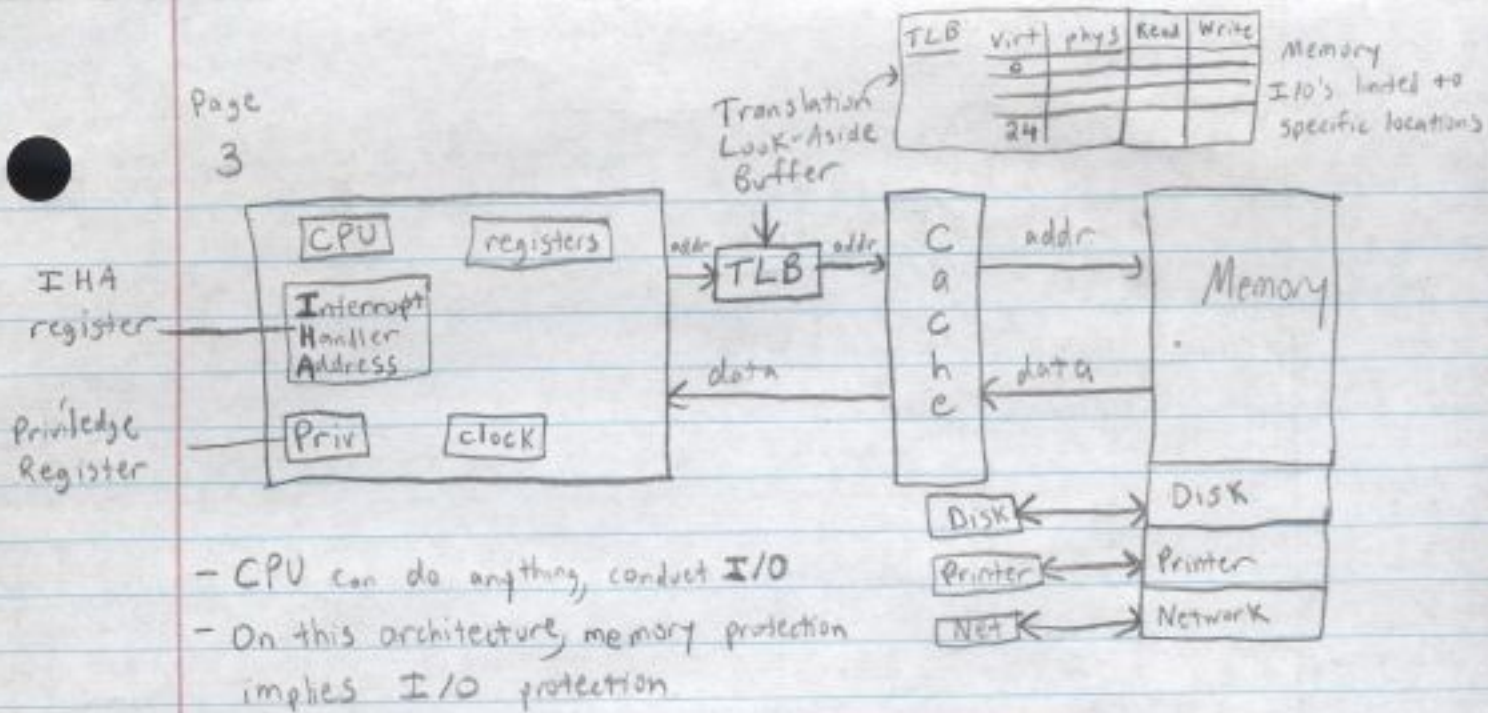 Page
3
TLB Virt phys Read Write
0
24
Memory
I/O's linked to
specific locations
Translation
Look-Aside
Buffer
CPU registers
IHA
register
Interrupt
Handler
Address
Priviledge
Register
Priv clock
addr
TLB
addr
data
Cache
addr.
data
Memory
Disk
Printer
Network
Disk
Printer
Net
- CPU can do anything, conduct I/O
- On this architecture, memory protection
implies I/O protection